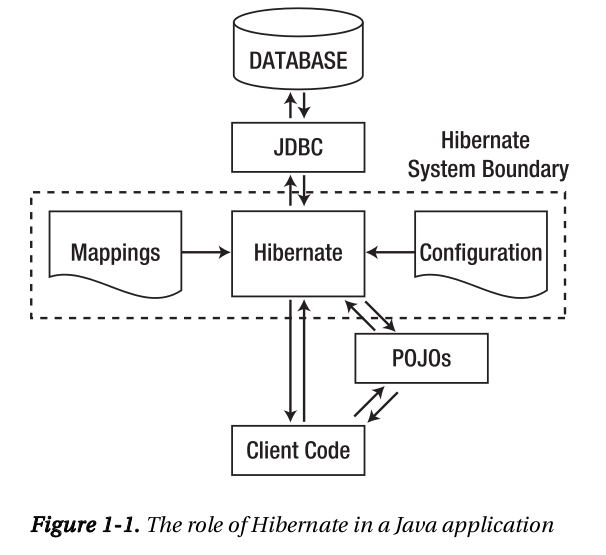 DATABASE
JDBC
Hibernate
System Boundary
Mappings
Hibernate
Configuration
POJOs
Client Code
Figure 1-1. The role of Hibernate in a Java application